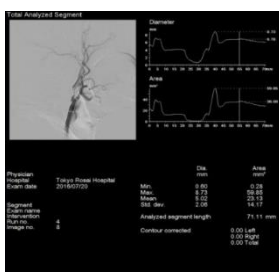 Total Analyzed Segment
Diameter
mm
Area
mm²
Physician
Hospital Tokyo Rosai Hospital
Exam date 2016/07/20
Segment
Exam name
Intervention
Run no. 4
Image no. 8
Dia. Area
mm mm²
Min. 0.60 0.28
Max. 8.73 59.85
Mean 5.02 23.13
Std. dev. 2.06 14.17
Analyzed segment length 71.11 mm
Contour corrected 0.00 Left
0.00 Right
0.00 Total